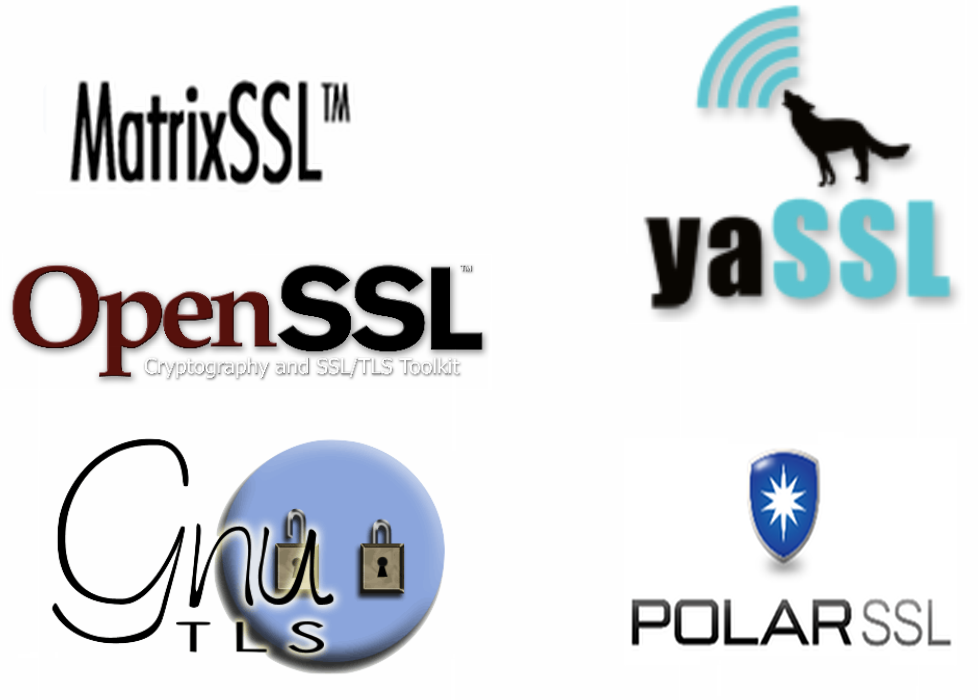 MatrixSSL™
yaSSL
OpenSSL™
Cryptography and SSL/TLS Toolkit
Gnu
TLS
POLARSSL